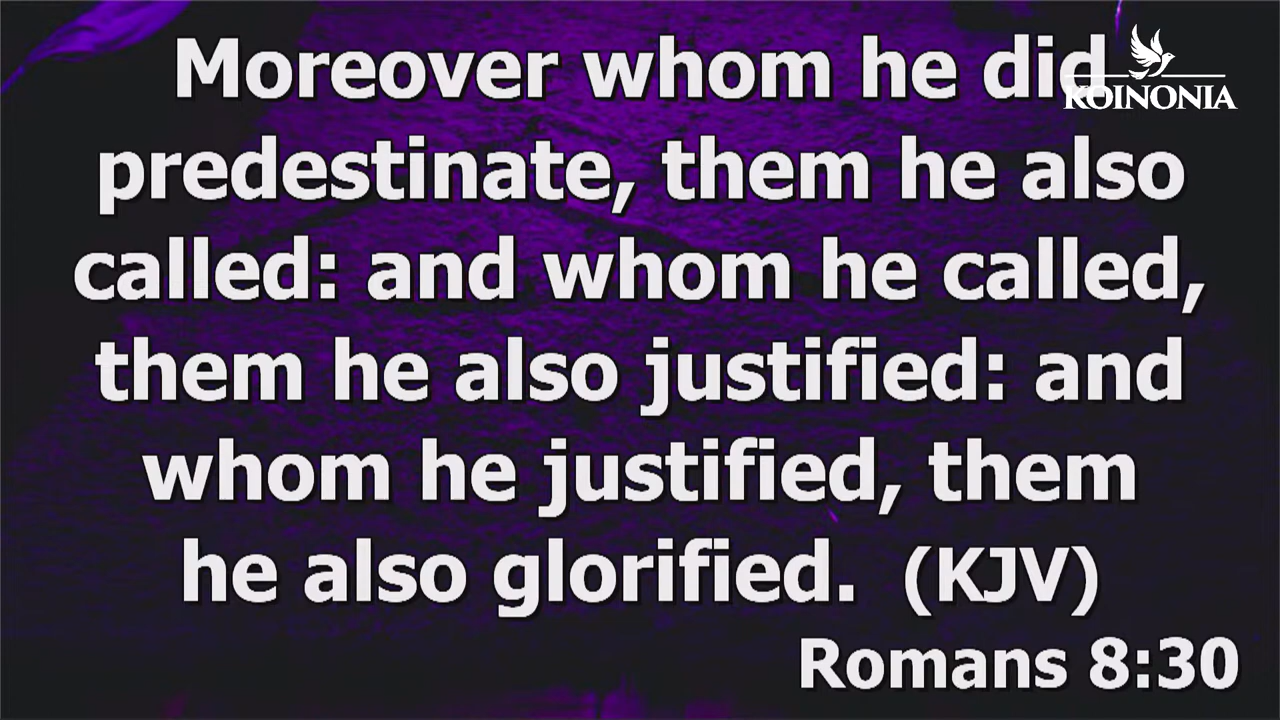 Moreover whom he did
KOINONIA
predestinate, them he also
called: and whom he called,
them he also justified: and
whom he justified, them
he also glorified. (KJV)
Romans 8:30